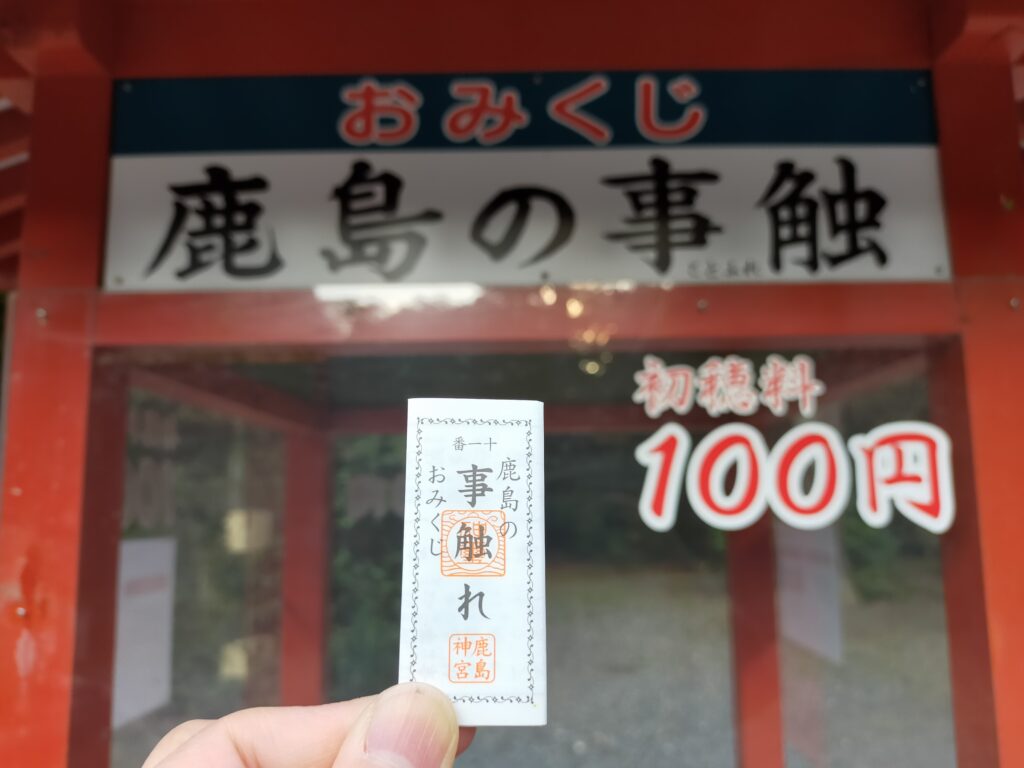 おみくじ
鹿島の事触
ことふれ
初穂料
100円
十一番
鹿島の
事触れ
おみくじ
鹿島神宮